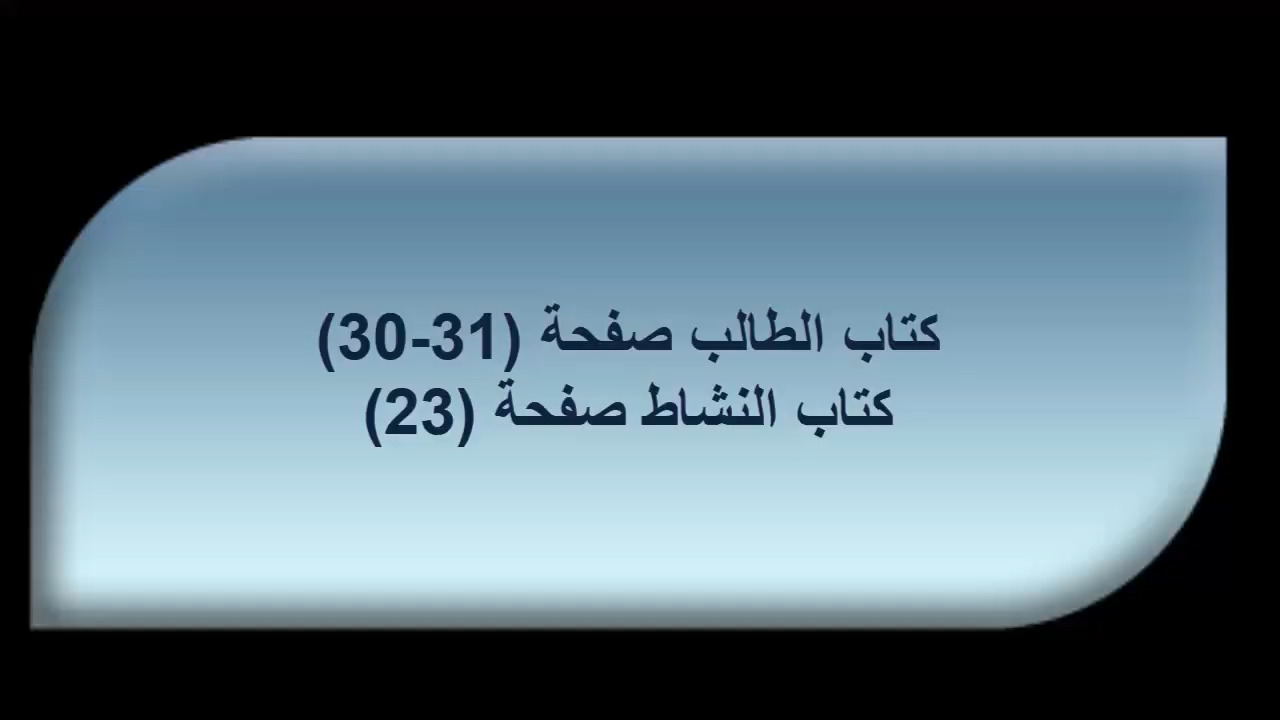 كتاب الطالب صفحة (30-31)
كتاب النشاط صفحة (23)